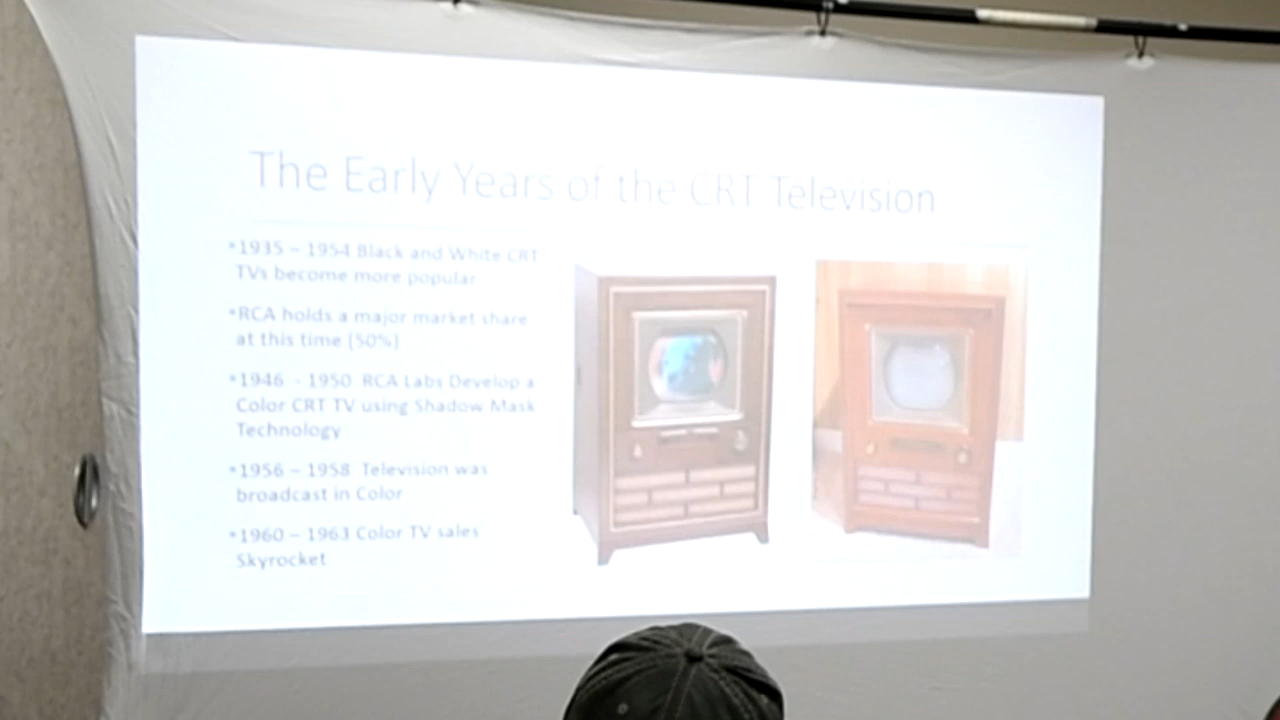 The Early Years of the CRT Television
•1935 – 1954 Black and White CRT
TVs become more popular
•RCA holds a major market share
at this time (50%)
•1946 - 1950 RCA Labs Develop a
Color CRT TV using Shadow Mask
Technology
•1956 – 1958 Television was
broadcast in Color
•1960 – 1963 Color TV sales
Skyrocket